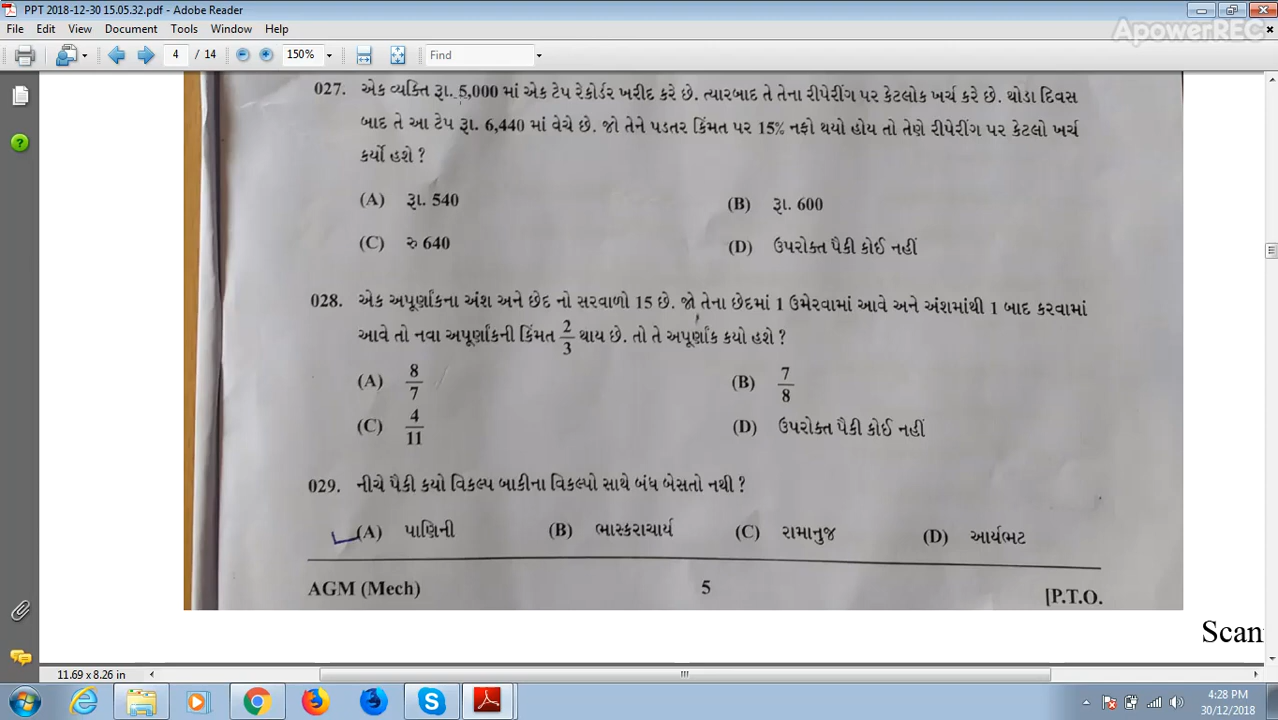 PPT 2018-12-30 15.05.32.pdf - Adobe Reader
File Edit View Document Tools Window Help
ApowerREC
4 / 14 150% Find
027. એક વ્યક્તિ રૂા. 5,000 માં એક ટેપ રેકોર્ડર ખરીદ કરે છે. ત્યારબાદ તે તેના રીપેરીંગ પર કેટલોક ખર્ચ કરે છે. થોડા દિવસ
બાદ તે આ ટેપ રૂા. 6,440 માં વેચે છે. જો તેને પડતર કિંમત પર 15% નફો થયો હોય તો તેણે રીપેરીંગ પર કેટલો ખર્ચ
કર્યો હશે ?
(A) રૂા. 540 (B) રૂા. 600
(C) રુ 640 (D) ઉપરોક્ત પૈકી કોઈ નહીં
028. એક અપૂર્ણાંકના અંશ અને છેદ નો સરવાળો 15 છે. જો તેના છેદમાં 1 ઉમેરવામાં આવે અને અંશમાંથી 1 બાદ કરવામાં
આવે તો નવા અપૂર્ણાંકની કિંમત 2/3 થાય છે. તો તે અપૂર્ણાંક કયો હશે ?
(A) 8/7 (B) 7/8
(C) 4/11 (D) ઉપરોક્ત પૈકી કોઈ નહીં
029. નીચે પૈકી કયો વિકલ્પ બાકીના વિકલ્પો સાથે બંધ બેસતો નથી ?
(A) પાણિની (B) ભાસ્કરાચાર્ય (C) રામાનુજ (D) આર્યભટ
AGM (Mech) 5 [P.T.O.
Scan
11.69 x 8.26 in
4:28 PM
30/12/2018